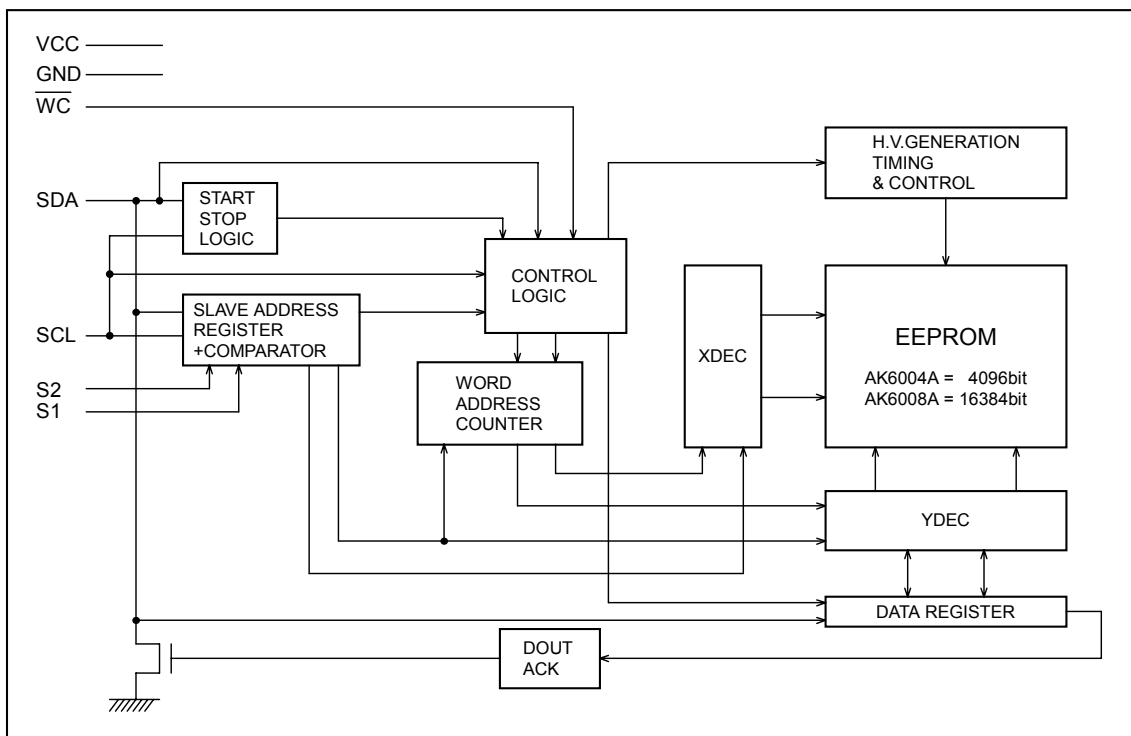 VCC
GND
WC
SDA
START
STOP
LOGIC
H.V.GENERATION
TIMING
& CONTROL
CONTROL
LOGIC
SCL
SLAVE ADDRESS
REGISTER
+COMPARATOR
S2
S1
WORD
ADDRESS
COUNTER
XDEC
EEPROM
AK6004A = 4096bit
AK6008A = 16384bit
YDEC
DATA REGISTER
DOUT
ACK